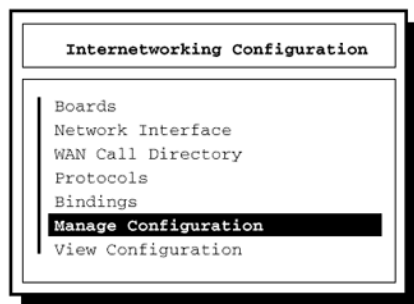 Internetworking Configuration
Boards
Network Interface
WAN Call Directory
Protocols
Bindings
Manage Configuration
View Configuration